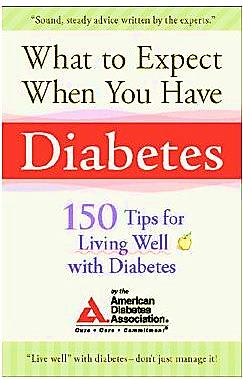 "Sound, steady advice written by the experts."
What to Expect
When You Have
Diabetes
150 Tips for
Living Well
with Diabetes
by the
American
Diabetes
Association®
Cure • Care • Commitment®
"Live well" with diabetes–don't just manage it!